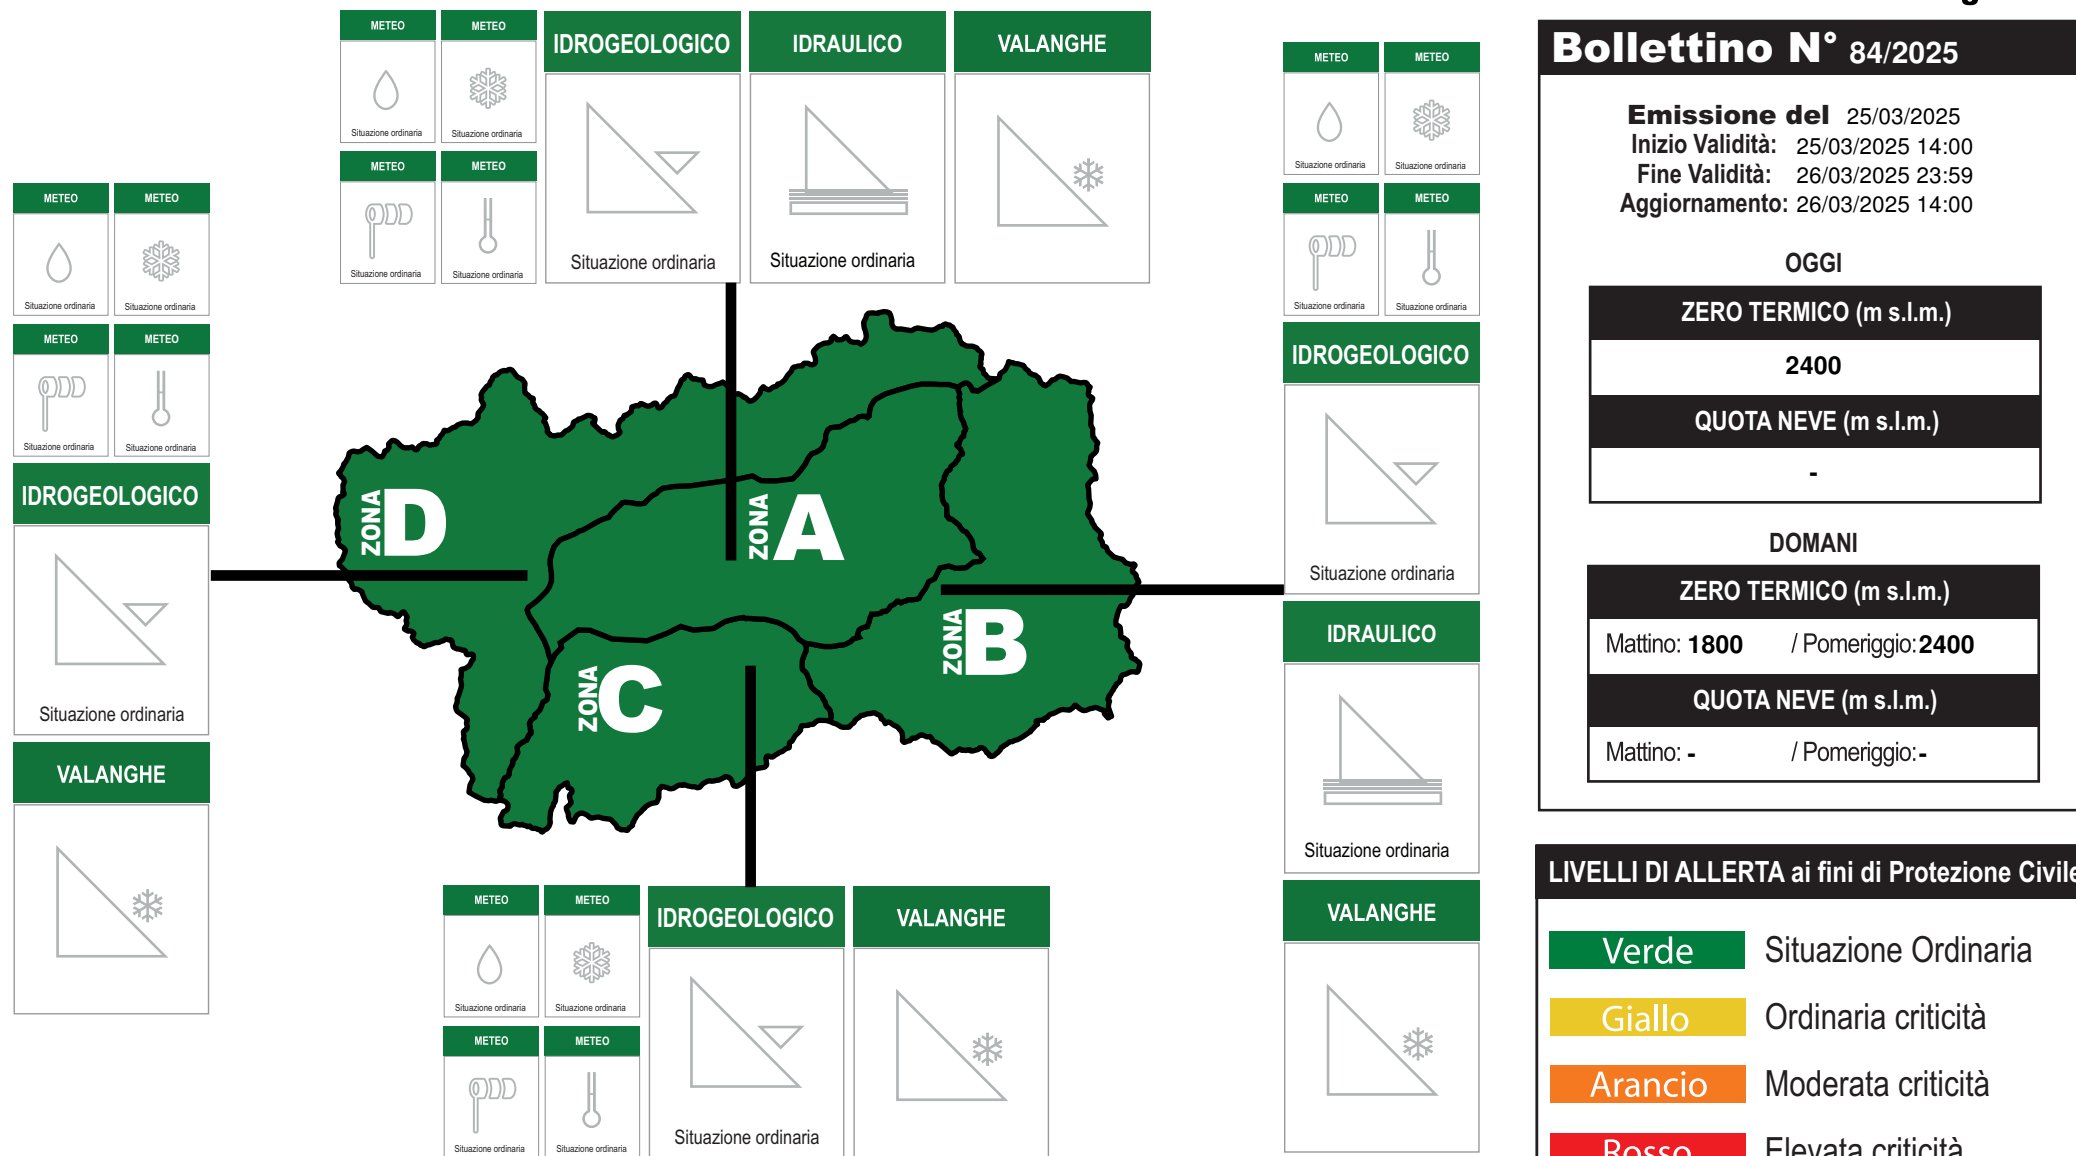 METEO
METEO
IDROGEOLOGICO
IDRAULICO
VALANGHE
Situazione ordinaria
Situazione ordinaria
METEO
METEO
Situazione ordinaria
Situazione ordinaria
Situazione ordinaria
Situazione ordinaria
METEO
METEO
Situazione ordinaria
Situazione ordinaria
METEO
METEO
Situazione ordinaria
Situazione ordinaria
IDROGEOLOGICO
Situazione ordinaria
VALANGHE
ZONA D
ZONA A
ZONA B
ZONA C
METEO
METEO
Situazione ordinaria
Situazione ordinaria
METEO
METEO
Situazione ordinaria
Situazione ordinaria
IDROGEOLOGICO
Situazione ordinaria
IDRAULICO
Situazione ordinaria
VALANGHE
METEO
METEO
IDROGEOLOGICO
VALANGHE
Situazione ordinaria
Situazione ordinaria
METEO
METEO
Situazione ordinaria
Situazione ordinaria
Situazione ordinaria
Bollettino N° 84/2025
Emissione del 25/03/2025
Inizio Validità: 25/03/2025 14:00
Fine Validità: 26/03/2025 23:59
Aggiornamento: 26/03/2025 14:00
OGGI
ZERO TERMICO (m s.l.m.)
2400
QUOTA NEVE (m s.l.m.)
-
DOMANI
ZERO TERMICO (m s.l.m.)
Mattino: 1800 / Pomeriggio: 2400
QUOTA NEVE (m s.l.m.)
Mattino: - / Pomeriggio: -
LIVELLI DI ALLERTA ai fini di Protezione Civile
Verde Situazione Ordinaria
Giallo Ordinaria criticità
Arancio Moderata criticità
Rosso Elevata criticità